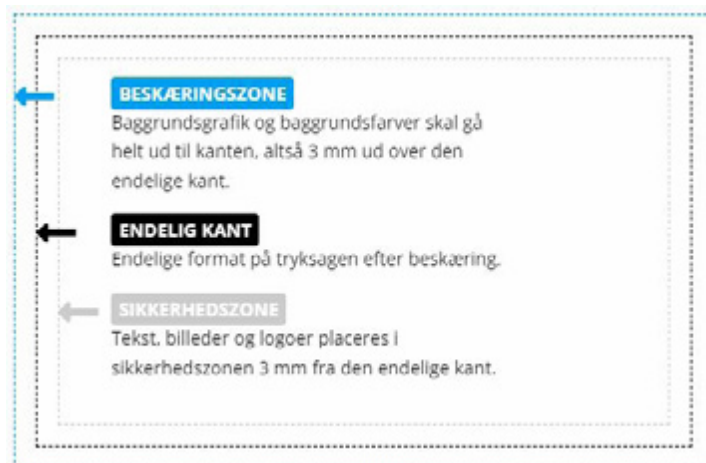 BESKÆRINGSZONE
Baggrundsgrafik og baggrundsfarver skal gå
helt ud til kanten, altså 3 mm ud over den
endelige kant.
ENDELIG KANT
Endelige format på tryksagen efter beskæring.
SIKKERHEDSZONE
Tekst, billeder og logoer placeres i
sikkerhedszonen 3 mm fra den endelige kant.